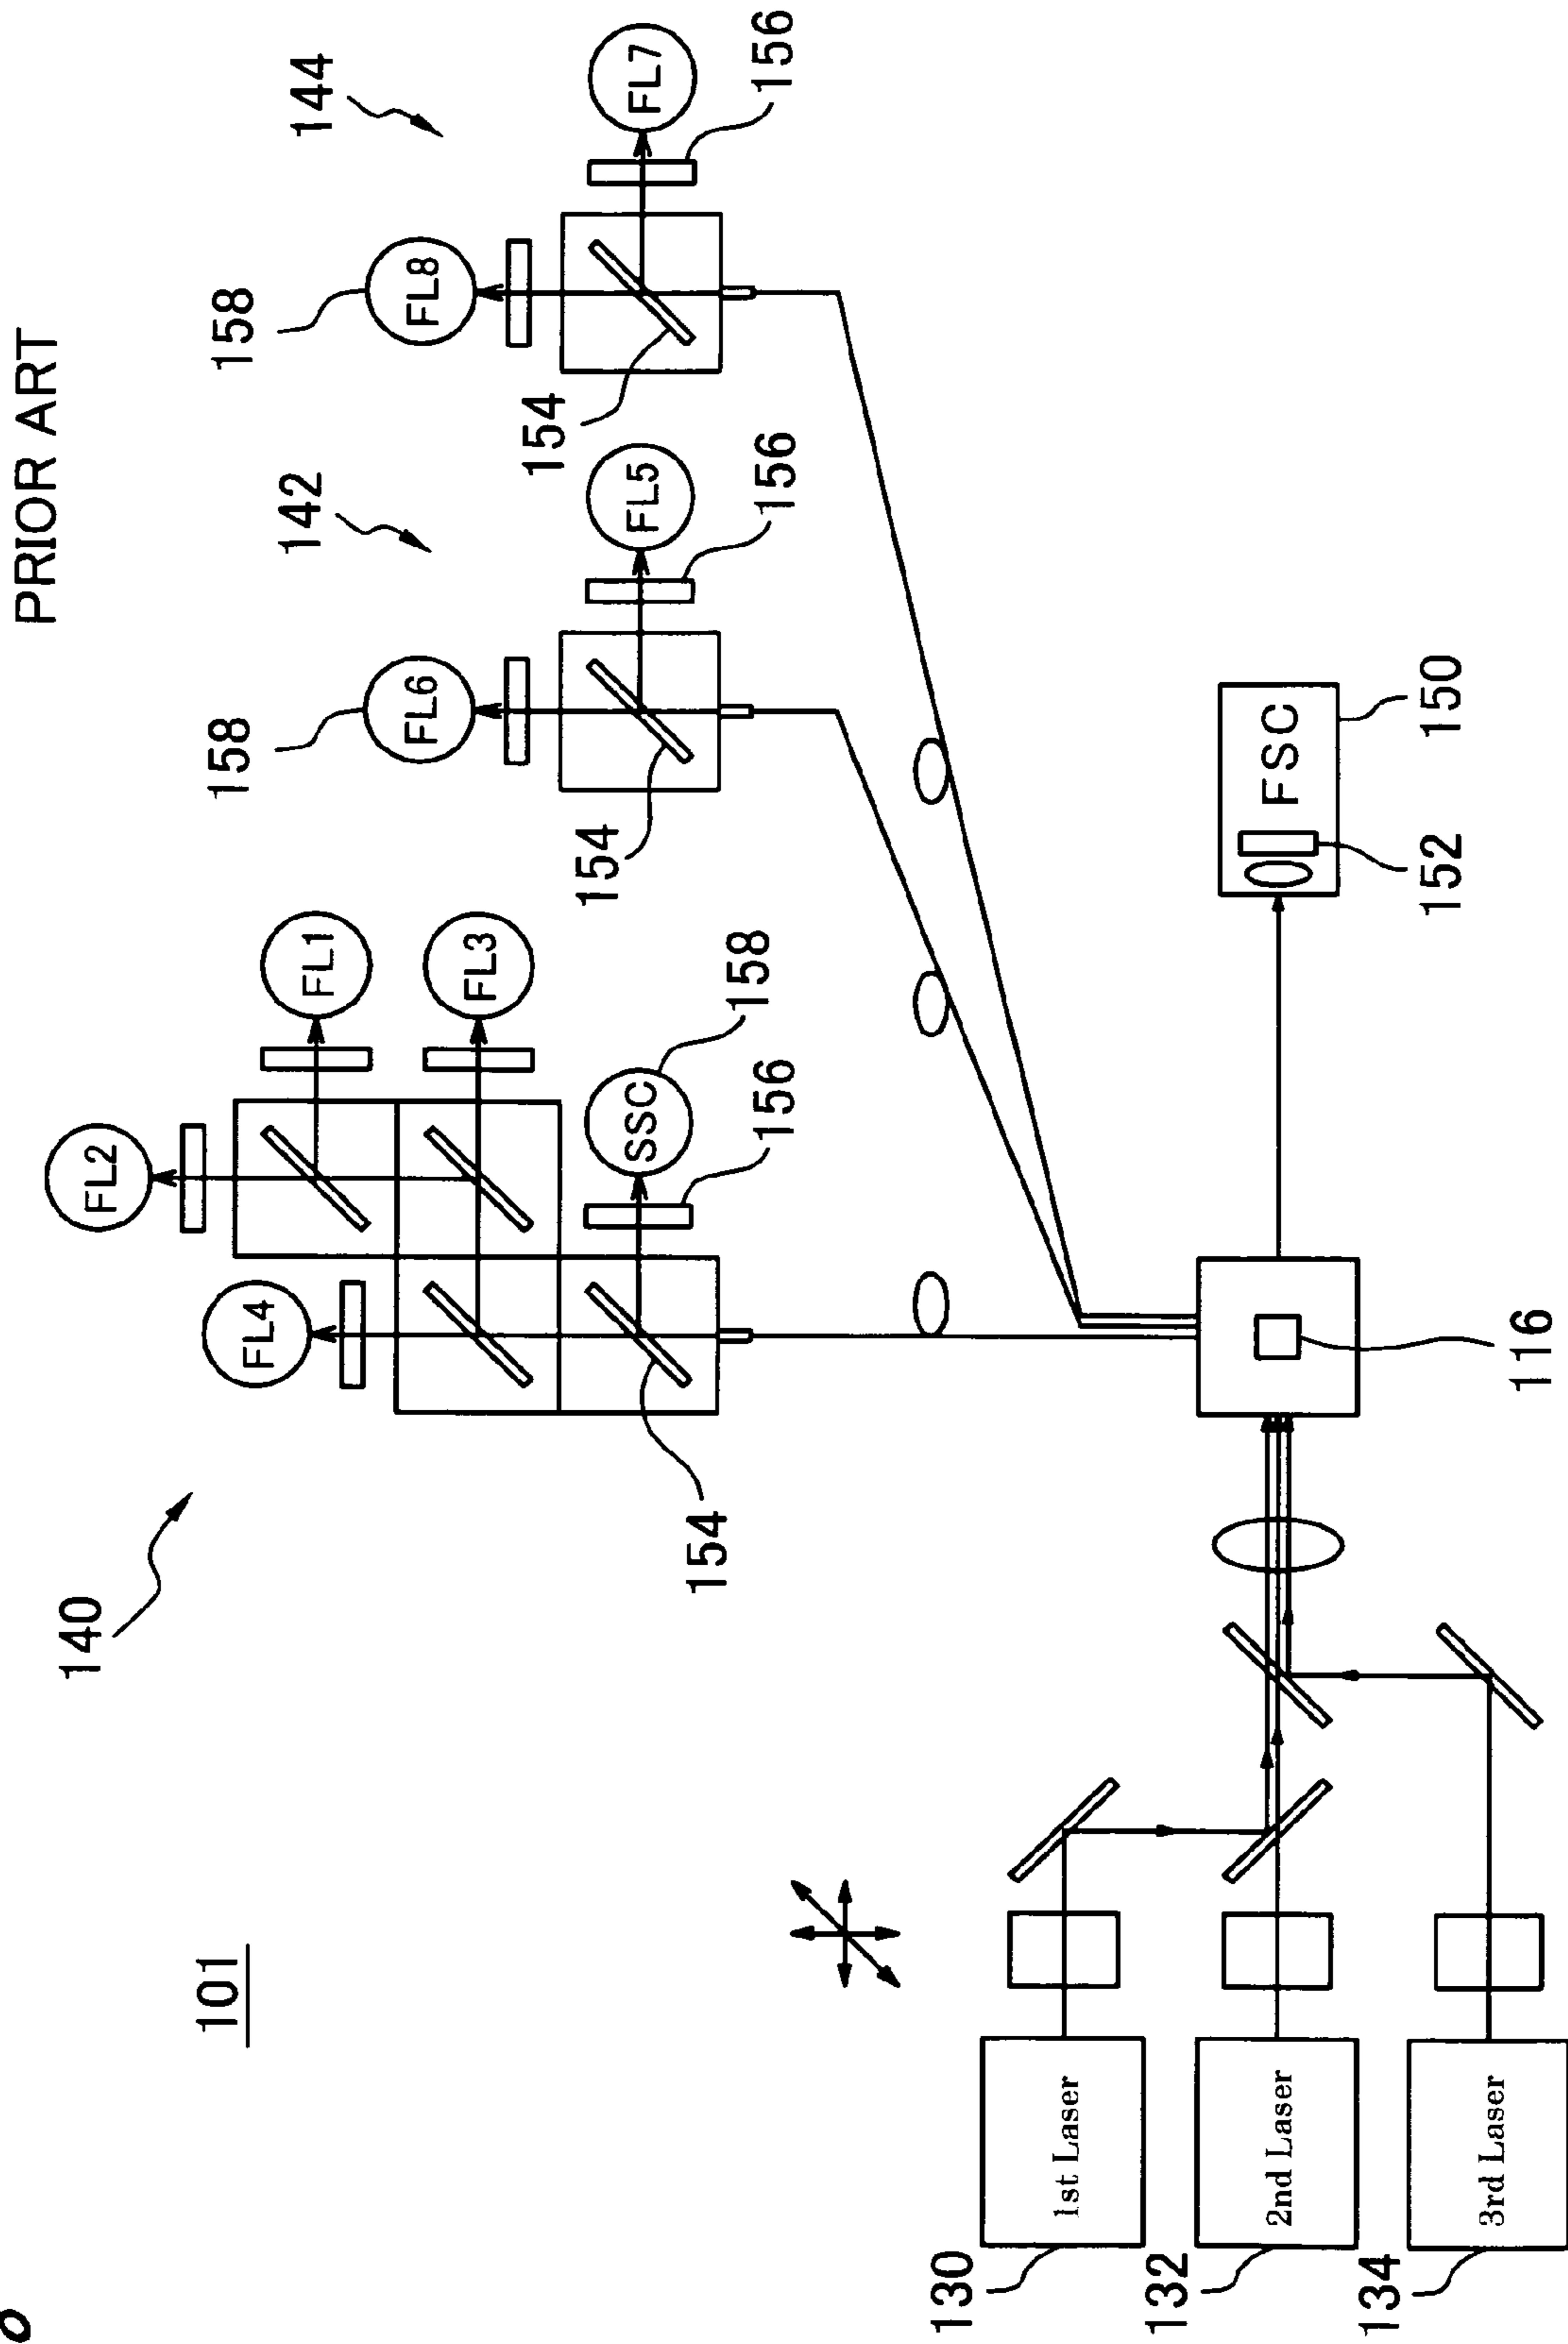 PRIOR ART
101
140
142
144
FL2
FL1
FL4
FL3
SSC
158
156
154
158
FL6
FL5
156
154
158
FL8
FL7
156
154
1st Laser
2nd Laser
3rd Laser
130
132
134
116
FSC
150
152